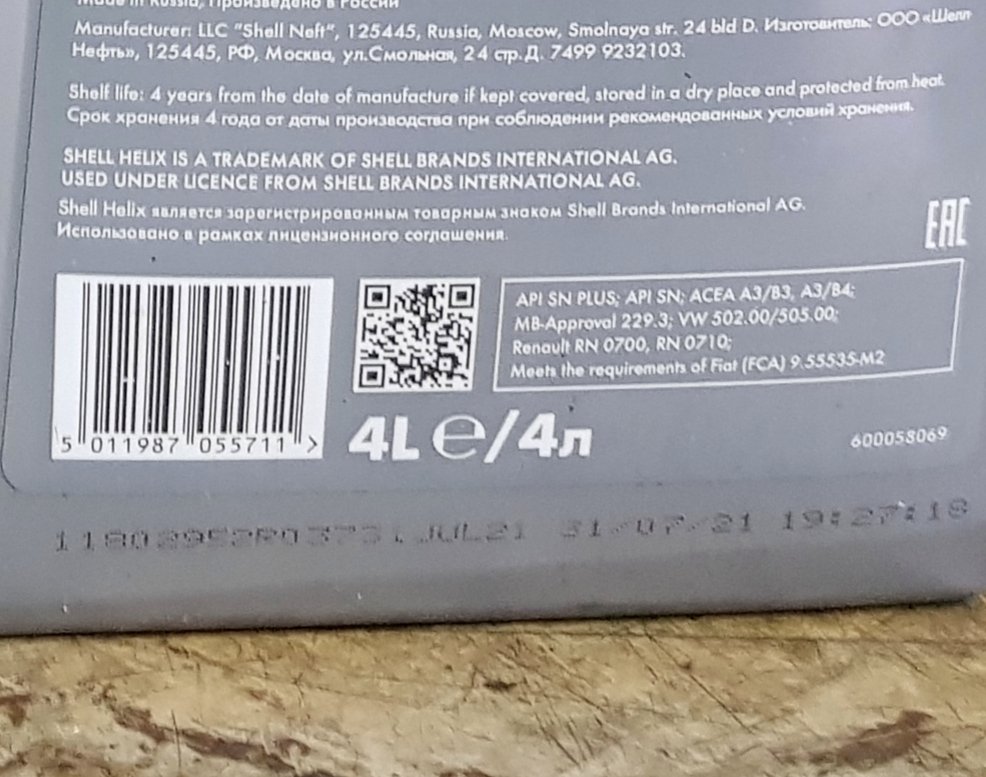 Made in Russia, Произведено в России
Manufacturer: LLC "Shell Neft", 125445, Russia, Moscow, Smolnaya str. 24 bld D. Изготовитель: ООО «Шелл
Нефть», 125445, РФ, Москва, ул.Смольная, 24 стр.Д. 7499 9232103.
Shelf life: 4 years from the date of manufacture if kept covered, stored in a dry place and protected from heat.
Срок хранения 4 года от даты производства при соблюдении рекомендованных условий хранения.
SHELL HELIX IS A TRADEMARK OF SHELL BRANDS INTERNATIONAL AG.
USED UNDER LICENCE FROM SHELL BRANDS INTERNATIONAL AG.
Shell Helix является зарегистрированным товарным знаком Shell Brands International AG.
Использовано в рамках лицензионного соглашения.
EAC
API SN PLUS; API SN; ACEA A3/B3, A3/B4;
MB-Approval 229.3; VW 502.00/505.00;
Renault RN 0700, RN 0710;
Meets the requirements of Fiat (FCA) 9.55535-M2
5 011987 055711 >
4L e/4л
600058069
JUL21 31/07/21 19:27:18